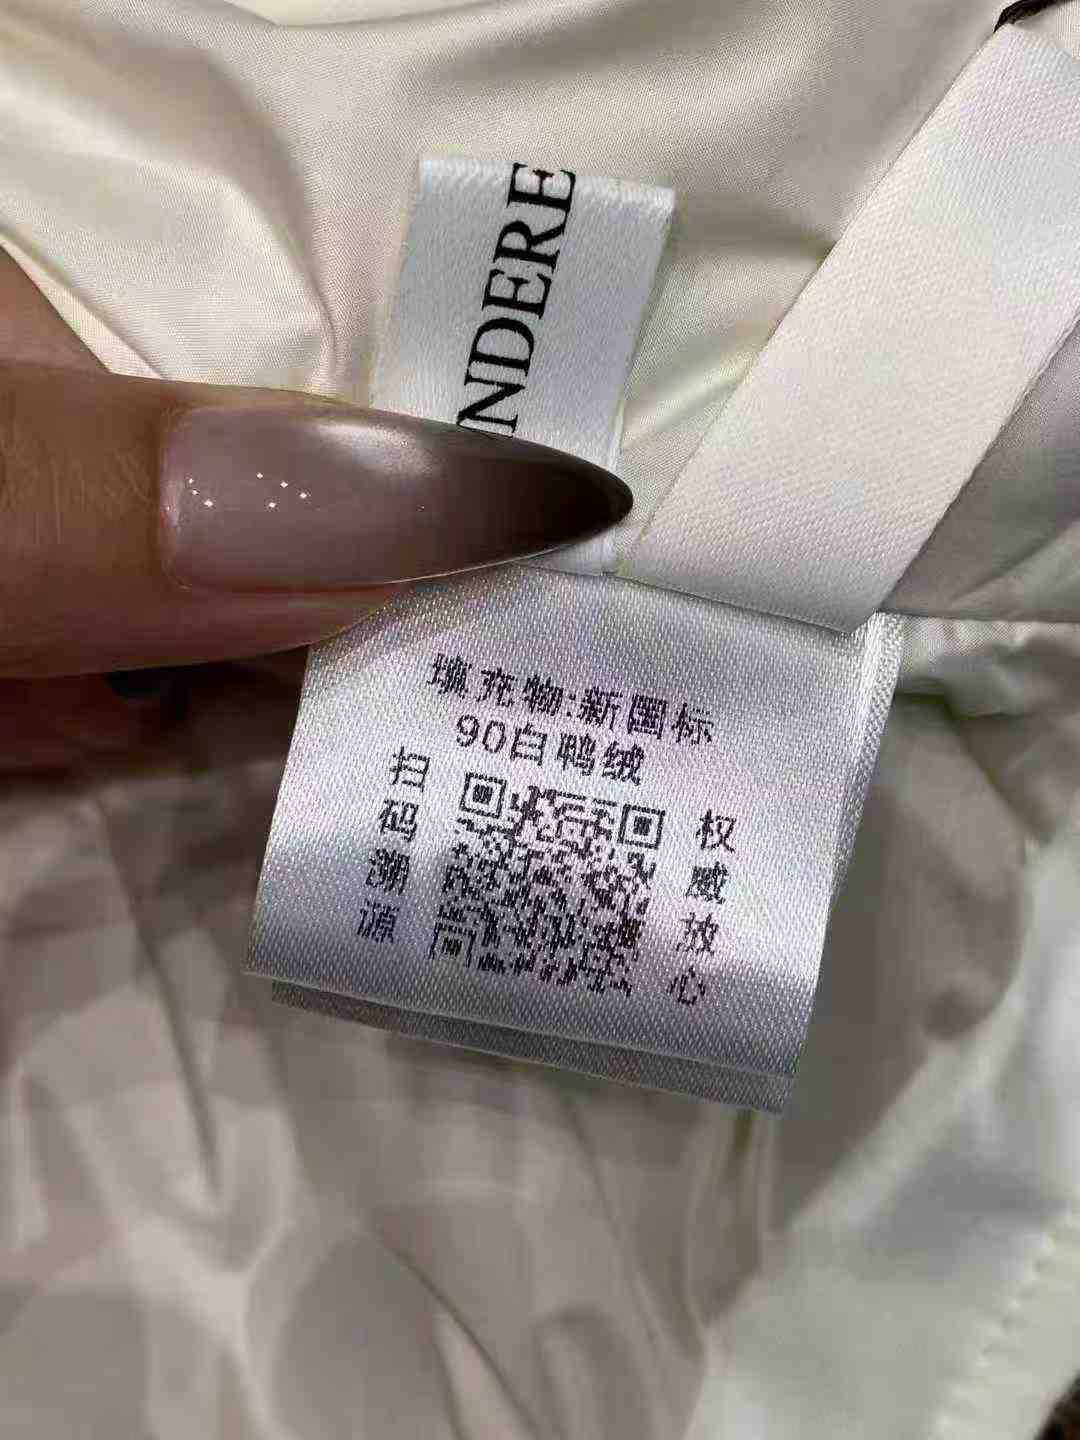 NDERE
填充物:新国标
90白鸭绒
扫码溯源
权威放心